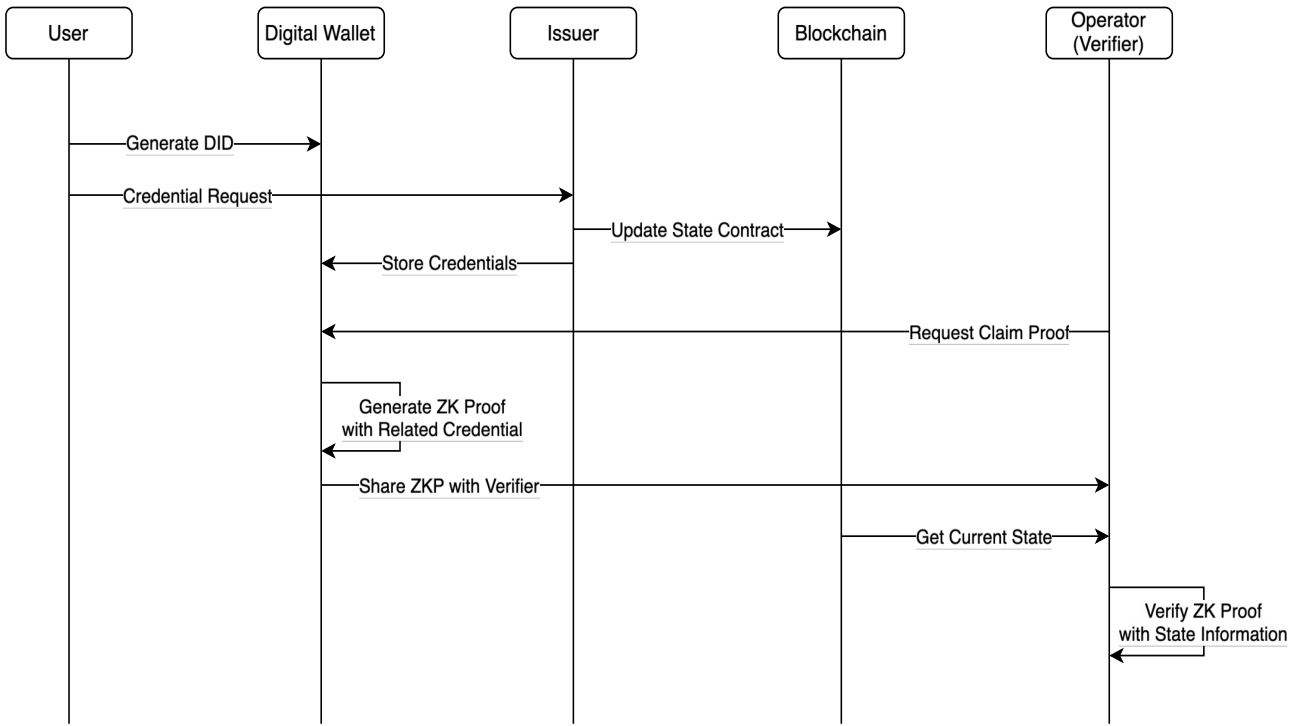 User
Digital Wallet
Issuer
Blockchain
Operator
(Verifier)
Generate DID
Credential Request
Update State Contract
Store Credentials
Request Claim Proof
Generate ZK Proof
with Related Credential
Share ZKP with Verifier
Get Current State
Verify ZK Proof
with State Information